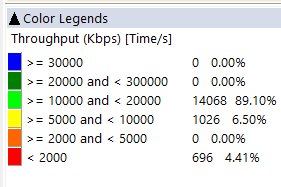 Color Legends
Throughput (Kbps) [Time/s]
>= 30000 0 0.00%
>= 20000 and < 300000 0 0.00%
>= 10000 and < 20000 14068 89.10%
>= 5000 and < 10000 1026 6.50%
>= 2000 and < 5000 0 0.00%
< 2000 696 4.41%